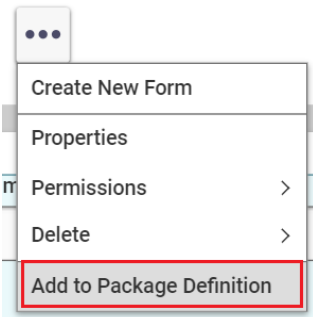 Create New Form
Properties
m
Permissions
Delete
Add to Package Definition